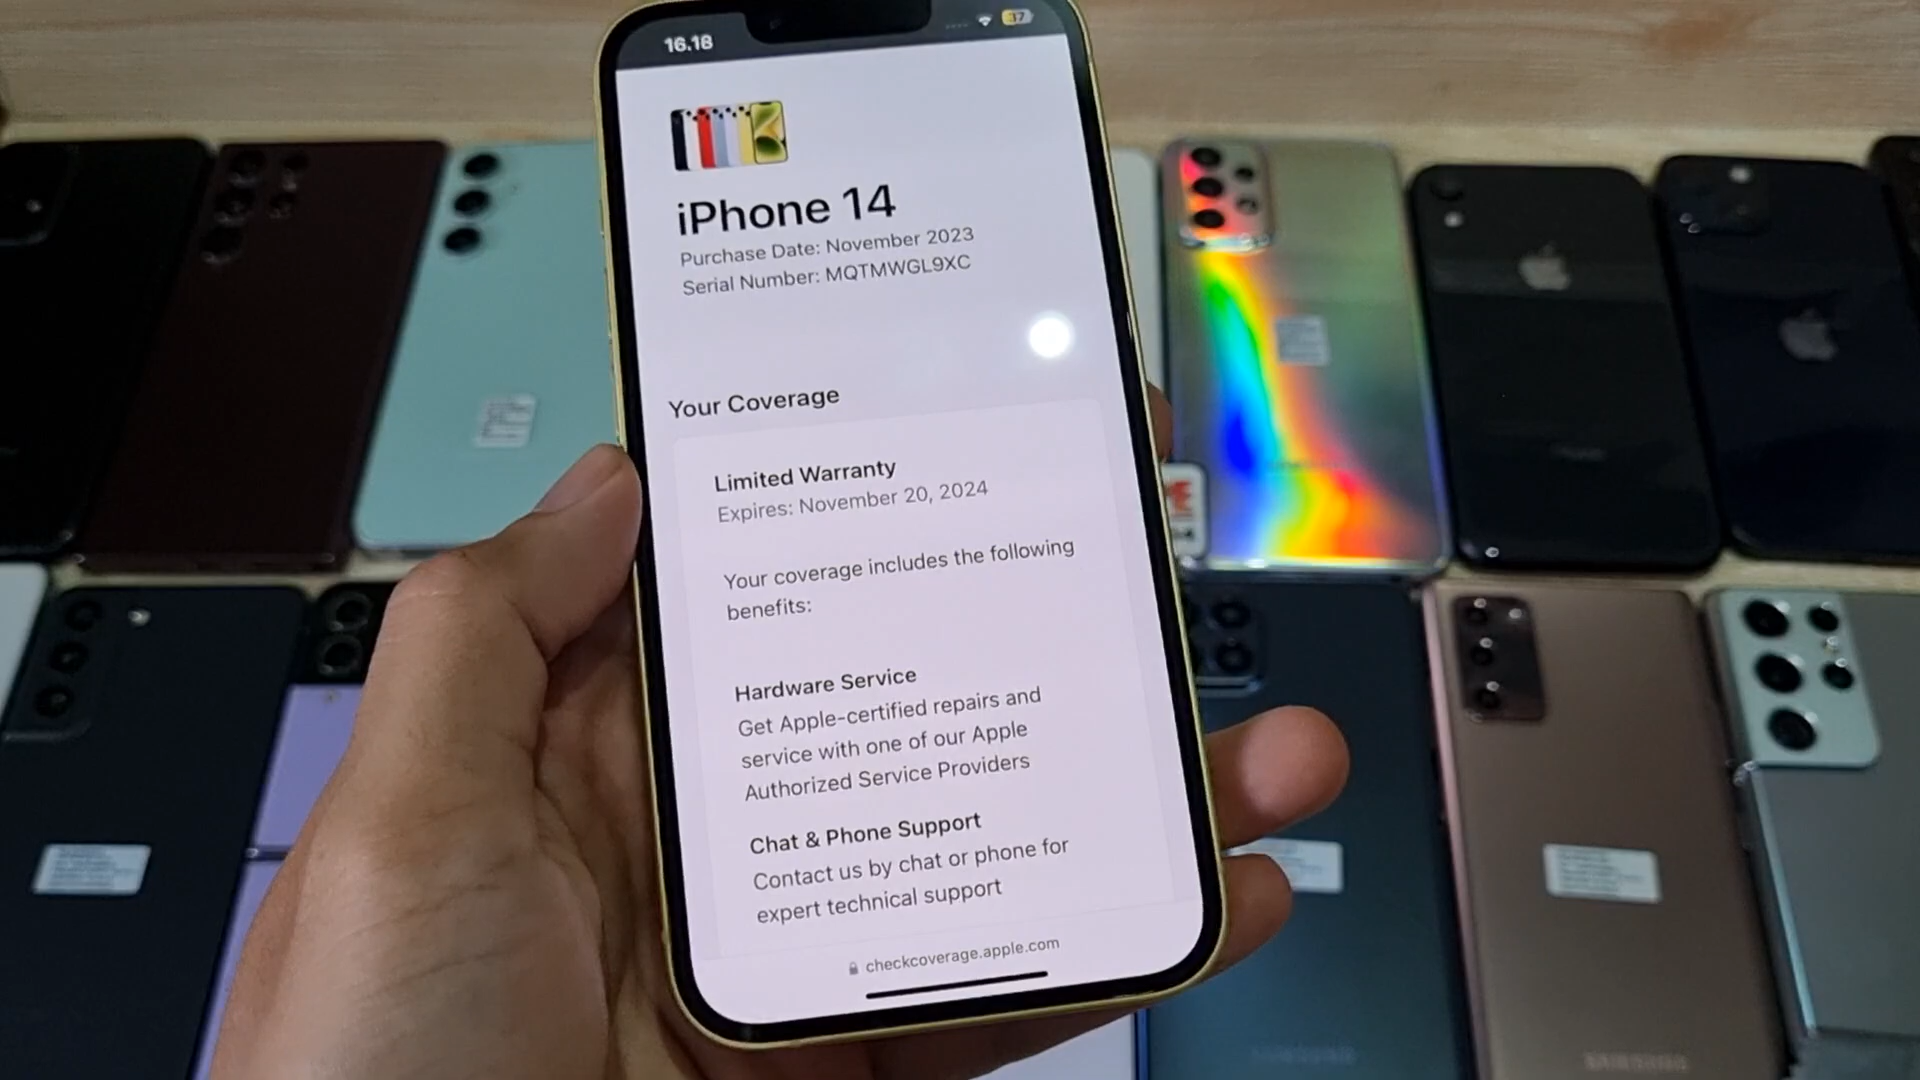 16.18
37
iPhone 14
Purchase Date: November 2023
Serial Number: MQTMWGL9XC
Your Coverage
Limited Warranty
Expires: November 20, 2024
Your coverage includes the following
benefits:
Hardware Service
Get Apple-certified repairs and
service with one of our Apple
Authorized Service Providers
Chat & Phone Support
Contact us by chat or phone for
expert technical support
checkcoverage.apple.com
SAMSUNG
SAMSUNG